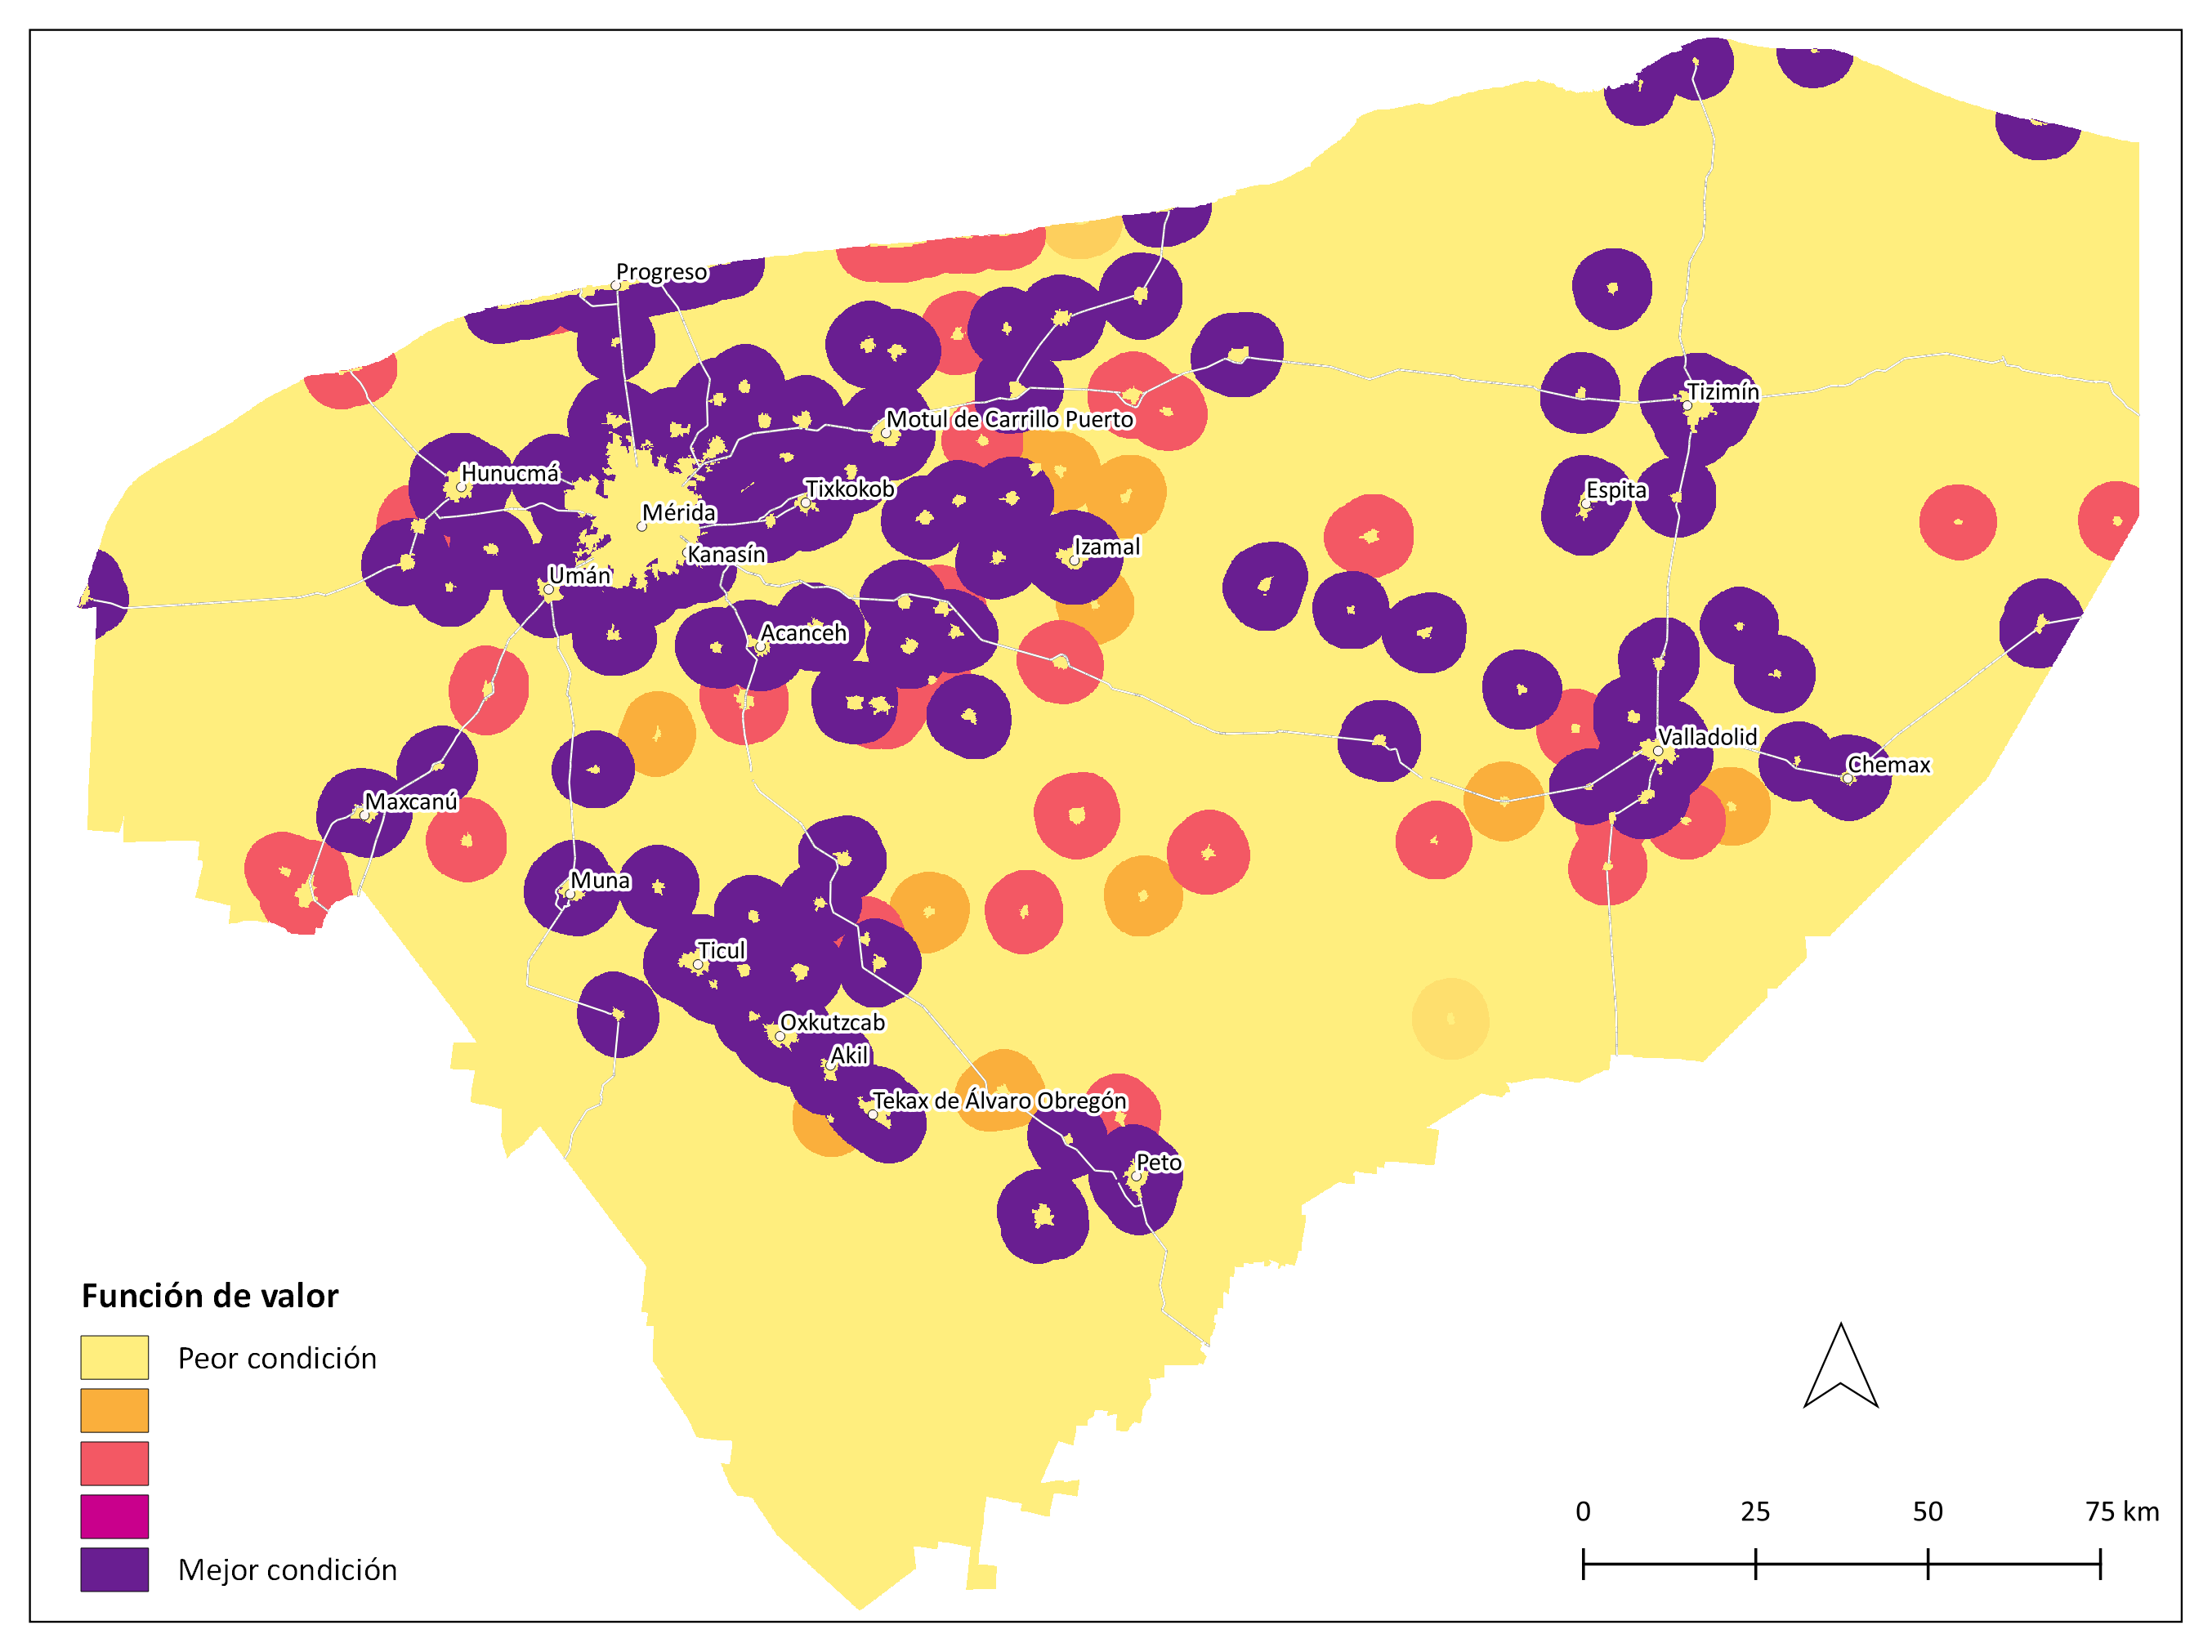 Progreso
Tizimín
Motul de Carrillo Puerto
Hunucmá
Tixkokob
Espita
Mérida
Izamal
Kanasín
Umán
Acanceh
Valladolid
Chemax
Maxcanú
Muna
Ticul
Oxkutzcab
Akil
Tekax de Álvaro Obregón
Peto
Función de valor
Peor condición
Mejor condición
0 25 50 75 km